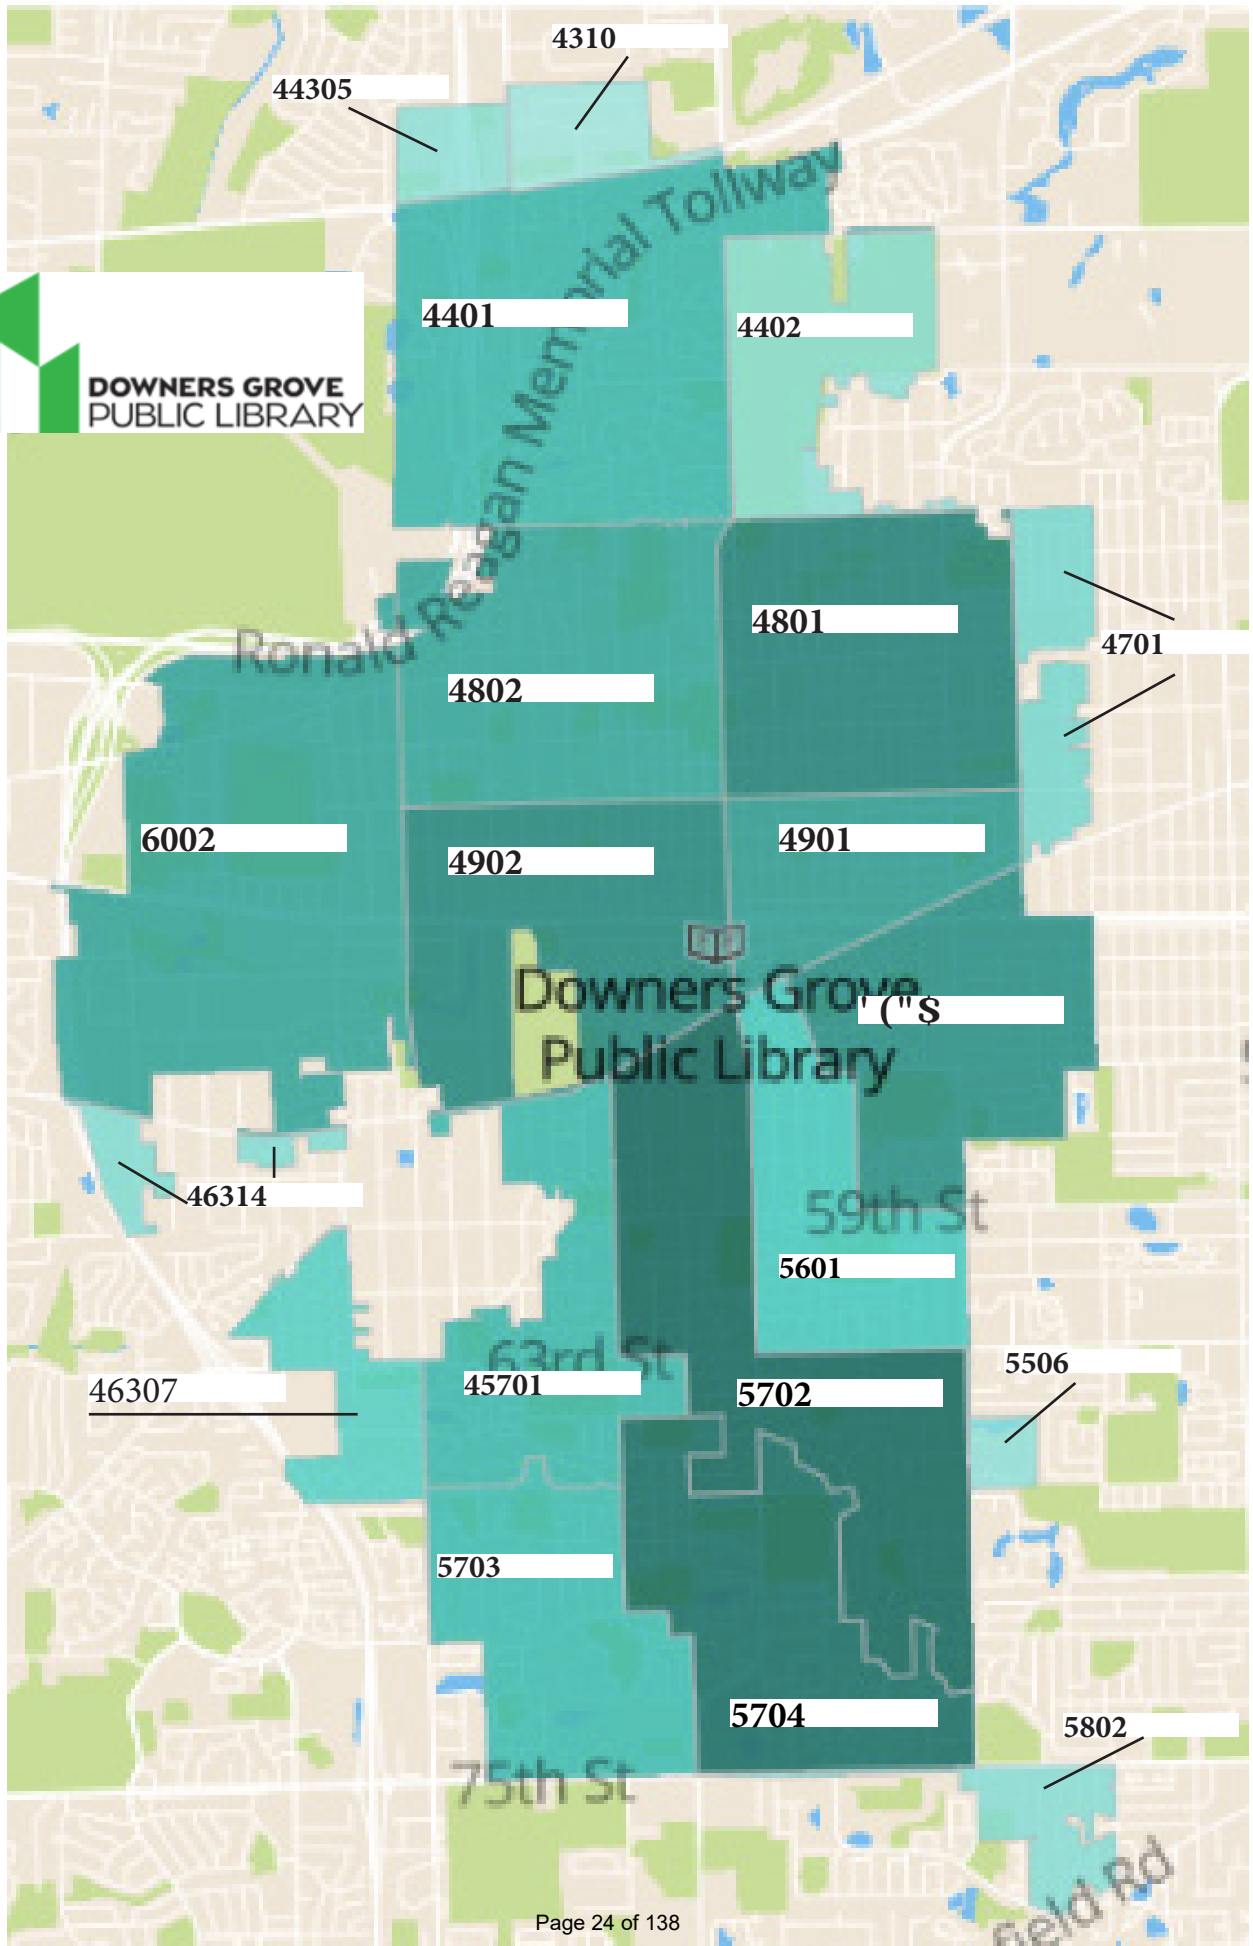 4310
44305
Ronald Reagan Memorial Tollway
4401
4402
DOWNERS GROVE
PUBLIC LIBRARY
4801
4701
4802
6002
4902
4901
Downers Grove
Public Library
' ("$
46314
59th St
5601
63rd St
5506
46307
45701
5702
5703
5704
5802
75th St
field Rd
Page 24 of 138